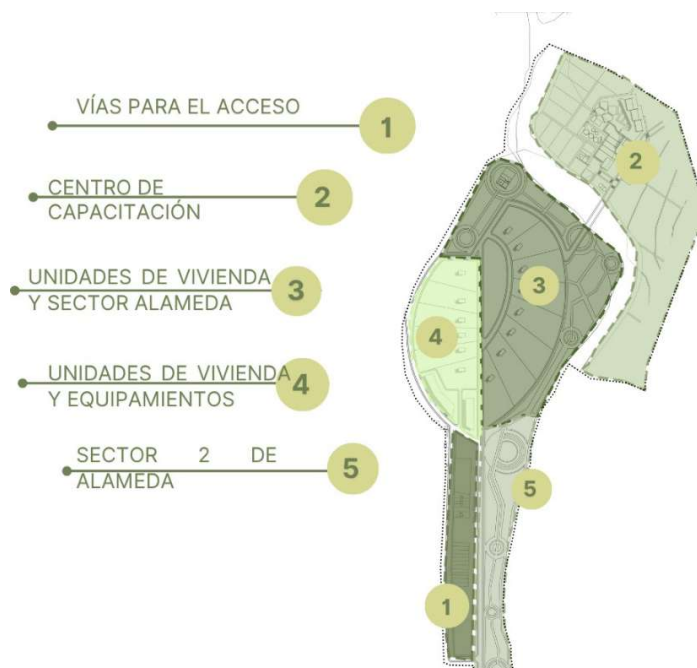 VÍAS PARA EL ACCESO
1
CENTRO DE
CAPACITACIÓN
2
UNIDADES DE VIVIENDA
Y SECTOR ALAMEDA
3
UNIDADES DE VIVIENDA
Y EQUIPAMIENTOS
4
SECTOR 2 DE
ALAMEDA
5
2
3
4
5
1